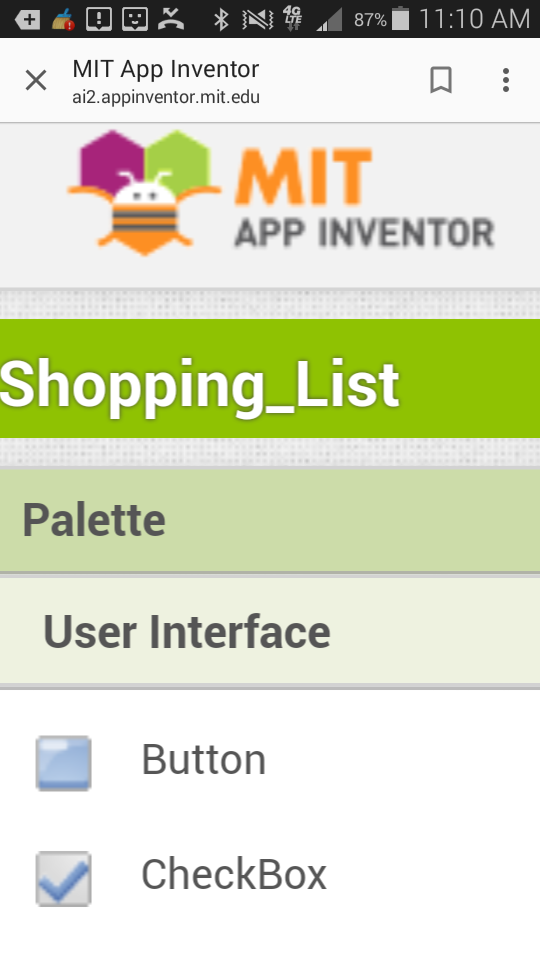 4G
LTE
87%
11:10 AM
MIT App Inventor
ai2.appinventor.mit.edu
MIT
APP INVENTOR
Shopping_List
Palette
User Interface
Button
CheckBox